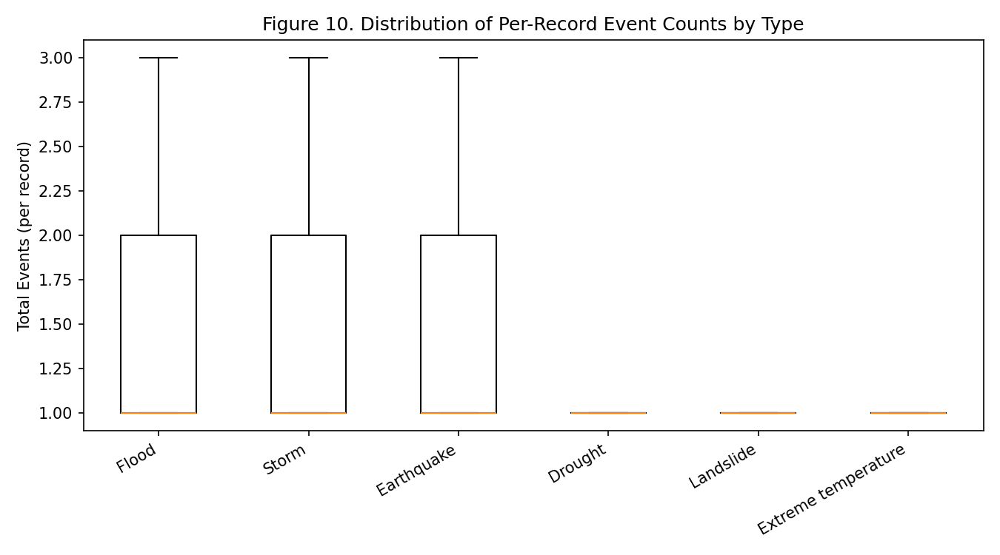 Figure 10. Distribution of Per-Record Event Counts by Type
Total Events (per record)
3.00
2.75
2.50
2.25
2.00
1.75
1.50
1.25
1.00
Flood
Storm
Earthquake
Drought
Landslide
Extreme temperature